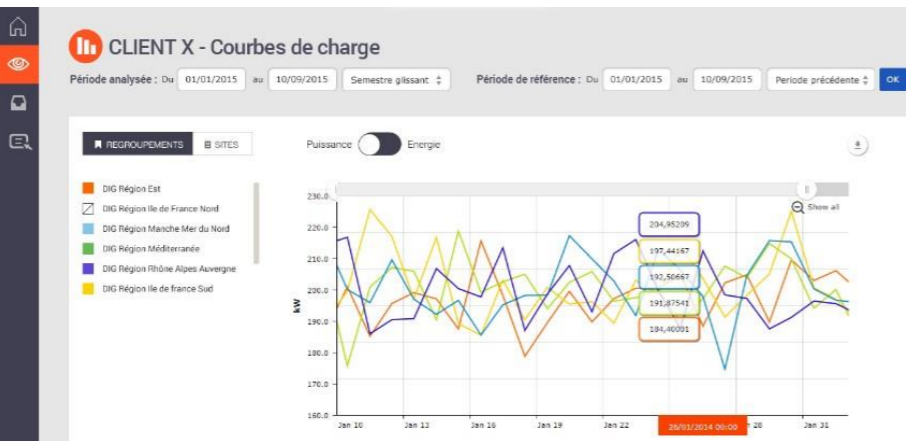 CLIENT X - Courbes de charge
Période analysée : Du 01/01/2015 au 10/09/2015 Semestre glissant Période de référence : Du 01/01/2015 au 10/09/2015 Periode précédente OK
REGROUPEMENTS SITES Puissance Energie
DIG Région Est
DIG Région Ile de France Nord
DIG Région Manche Mer du Nord
DIG Région Méditerranée
DIG Région Rhône Alpes Auvergne
DIG Région Ile de france Sud
Show all
230.0
220.0
210.0
200.0
190.0
180.0
170.0
160.0
kW
204,95209
197,44167
192,50667
191,87541
184,40001
Jan 10 Jan 13 Jan 16 Jan 19 Jan 22 26/01/2014 00:00 28 Jan 31